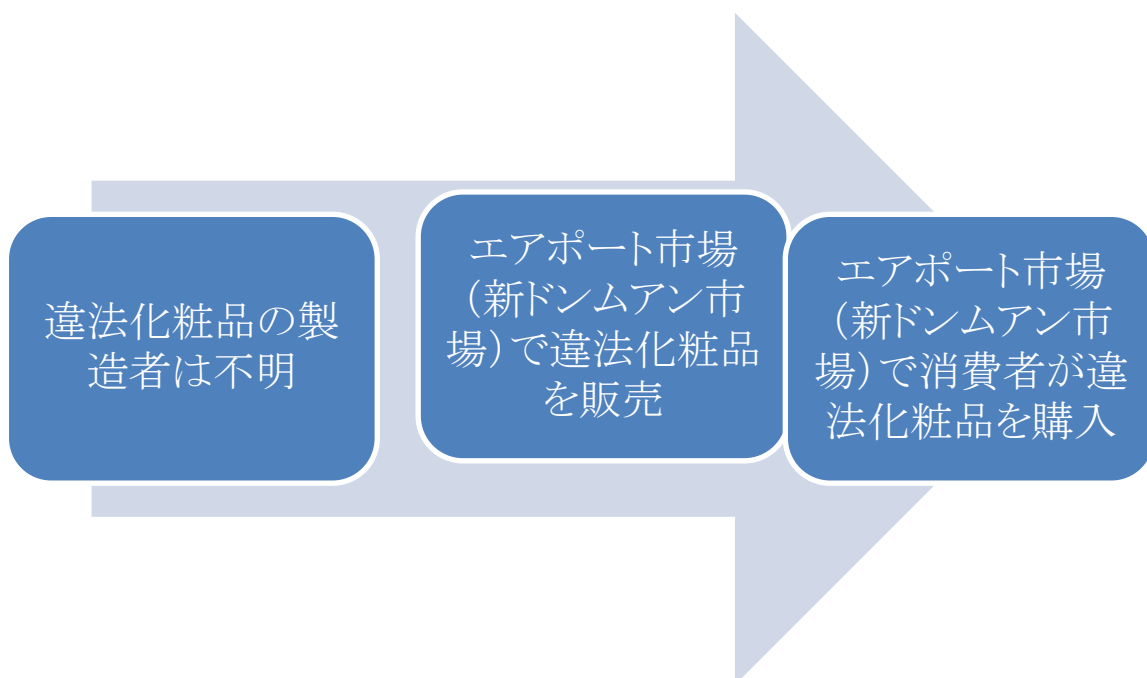 違法化粧品の製
造者は不明
エアポート市場
（新ドンムアン市
場）で違法化粧品
を販売
エアポート市場
（新ドンムアン市
場）で消費者が違
法化粧品を購入